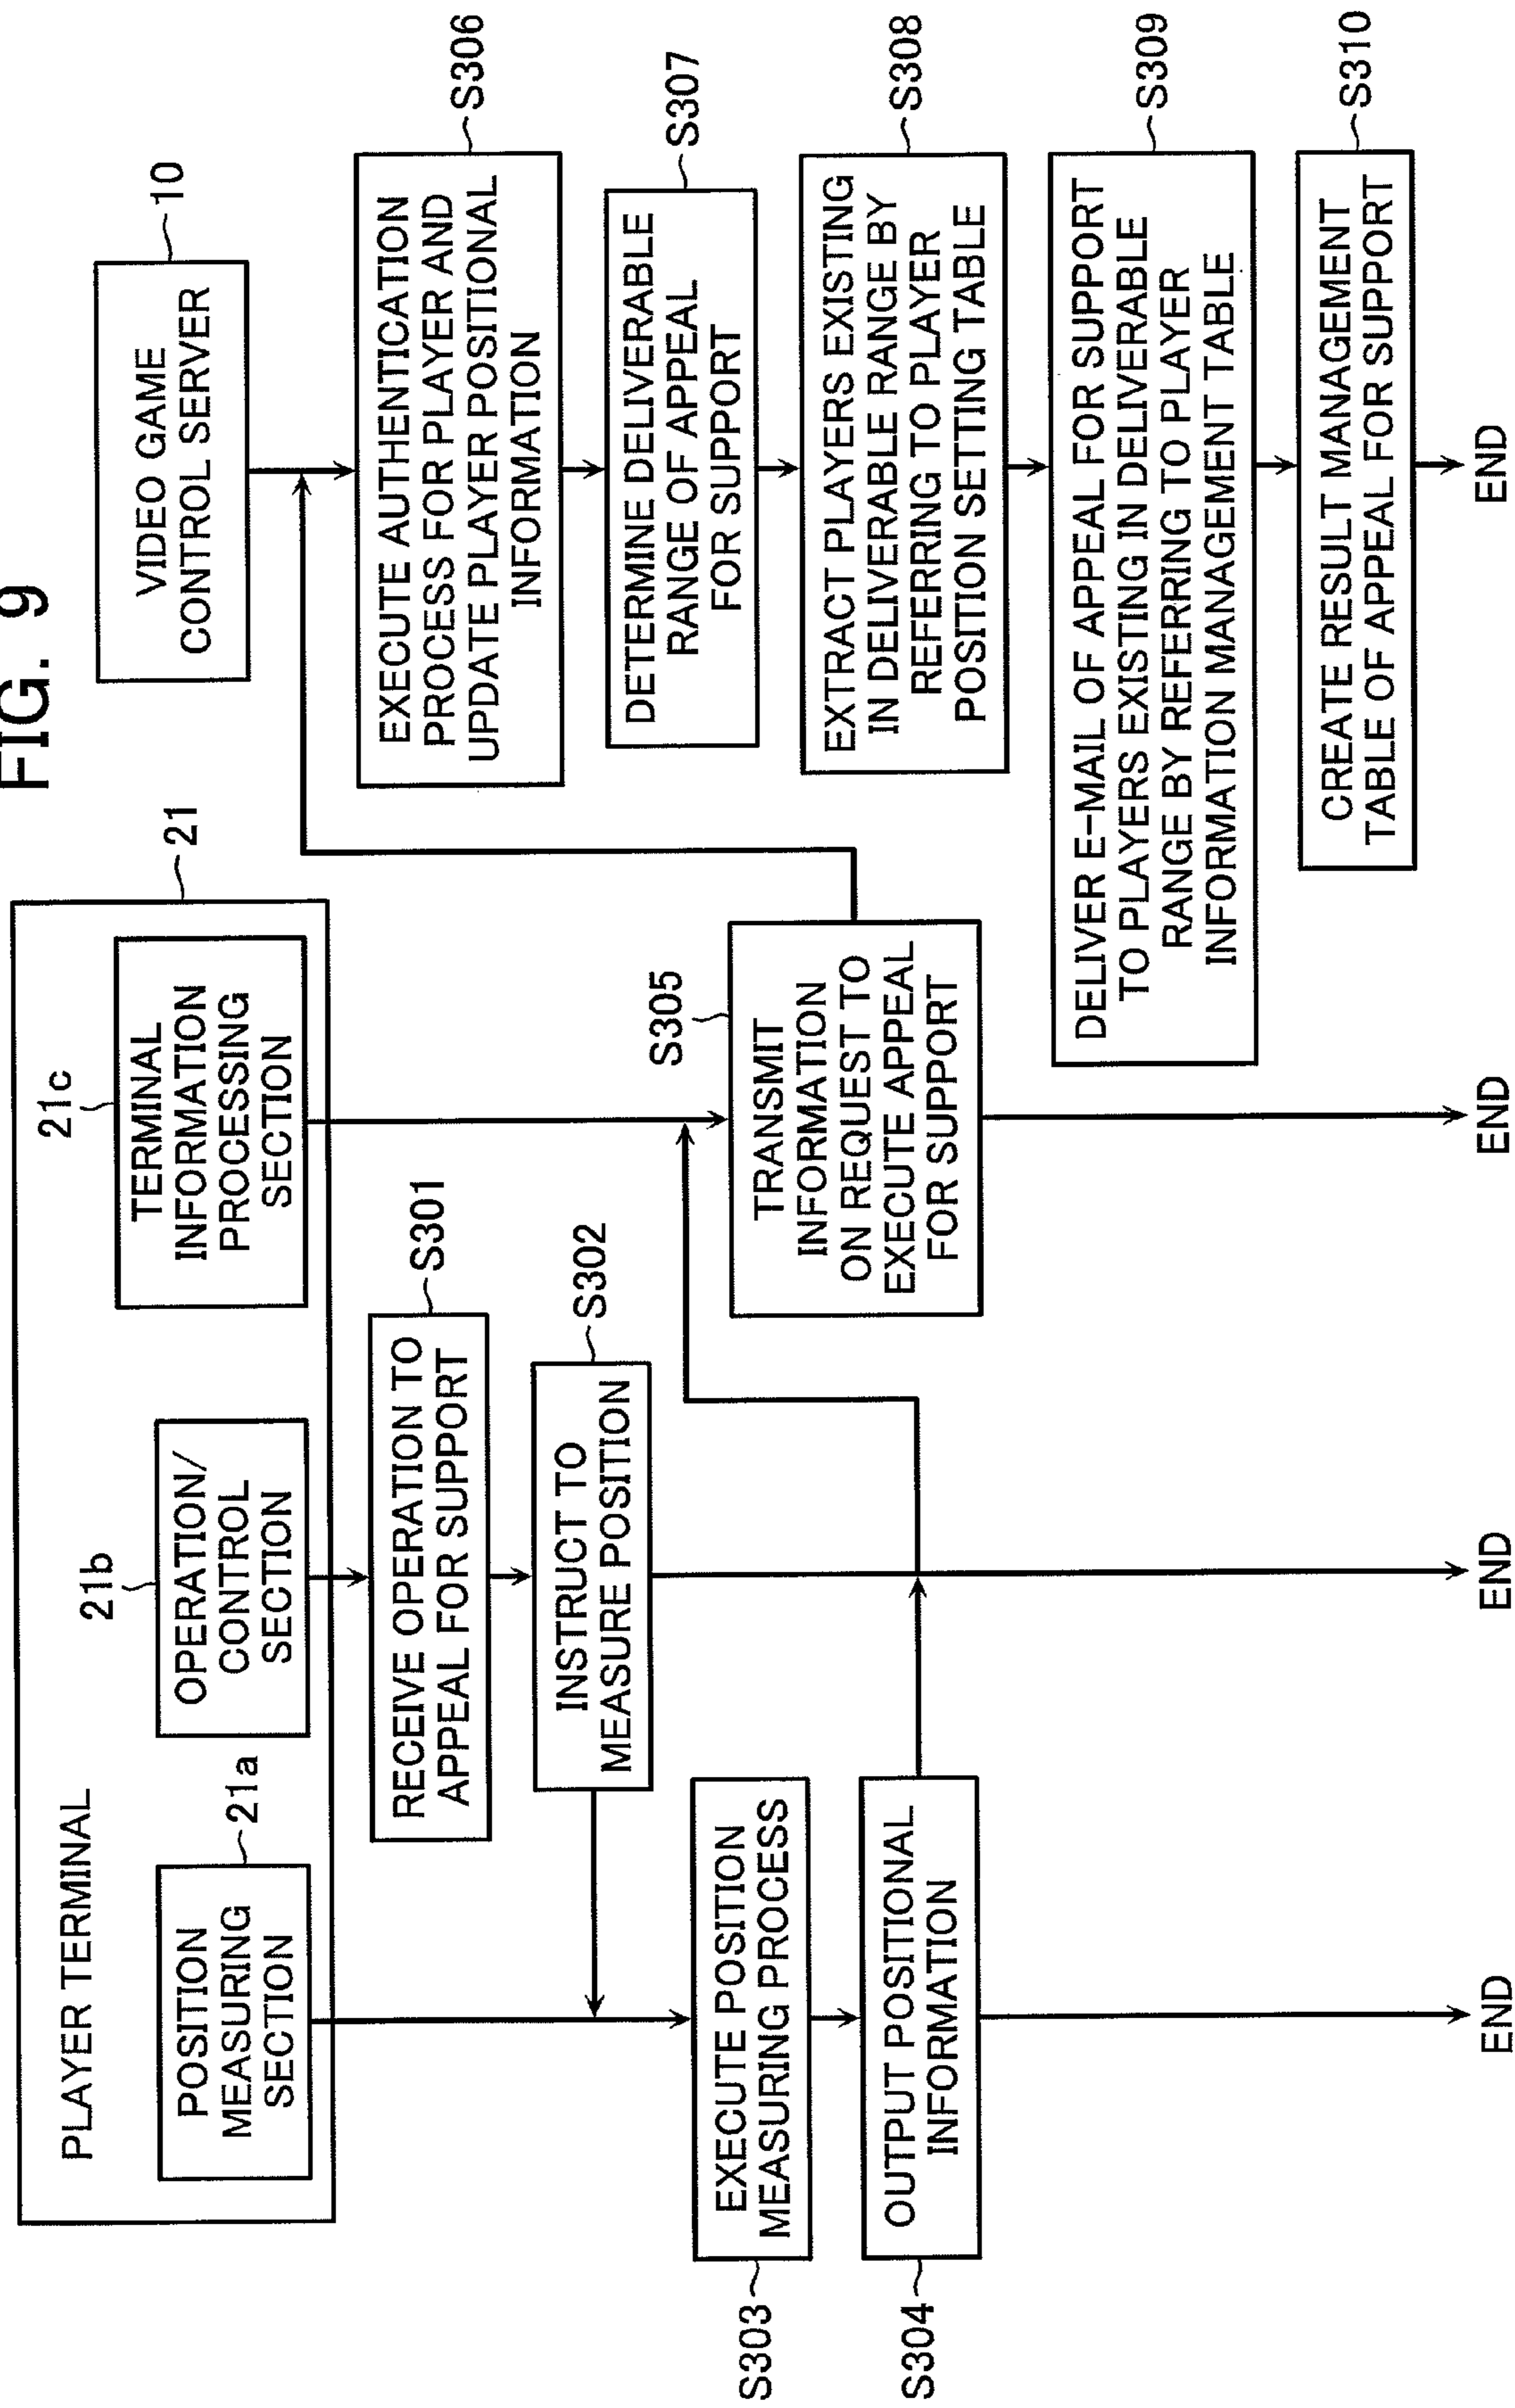 FIG. 9
PLAYER TERMINAL
21
21a
POSITION
MEASURING
SECTION
21b
OPERATION/
CONTROL
SECTION
21c
TERMINAL
INFORMATION
PROCESSING
SECTION
VIDEO GAME
CONTROL SERVER
10
RECEIVE OPERATION TO
APPEAL FOR SUPPORT
S301
INSTRUCT TO
MEASURE POSITION
S302
S303
EXECUTE POSITION
MEASURING PROCESS
S304
OUTPUT POSITIONAL
INFORMATION
S305
TRANSMIT
INFORMATION
ON REQUEST TO
EXECUTE APPEAL
FOR SUPPORT
EXECUTE AUTHENTICATION
PROCESS FOR PLAYER AND
UPDATE PLAYER POSITIONAL
INFORMATION
S306
DETERMINE DELIVERABLE
RANGE OF APPEAL
FOR SUPPORT
S307
EXTRACT PLAYERS EXISTING
IN DELIVERABLE RANGE BY
REFERRING TO PLAYER
POSITION SETTING TABLE
S308
DELIVER E-MAIL OF APPEAL FOR SUPPORT
TO PLAYERS EXISTING IN DELIVERABLE
RANGE BY REFERRING TO PLAYER
INFORMATION MANAGEMENT TABLE
S309
CREATE RESULT MANAGEMENT
TABLE OF APPEAL FOR SUPPORT
S310
END
END
END
END